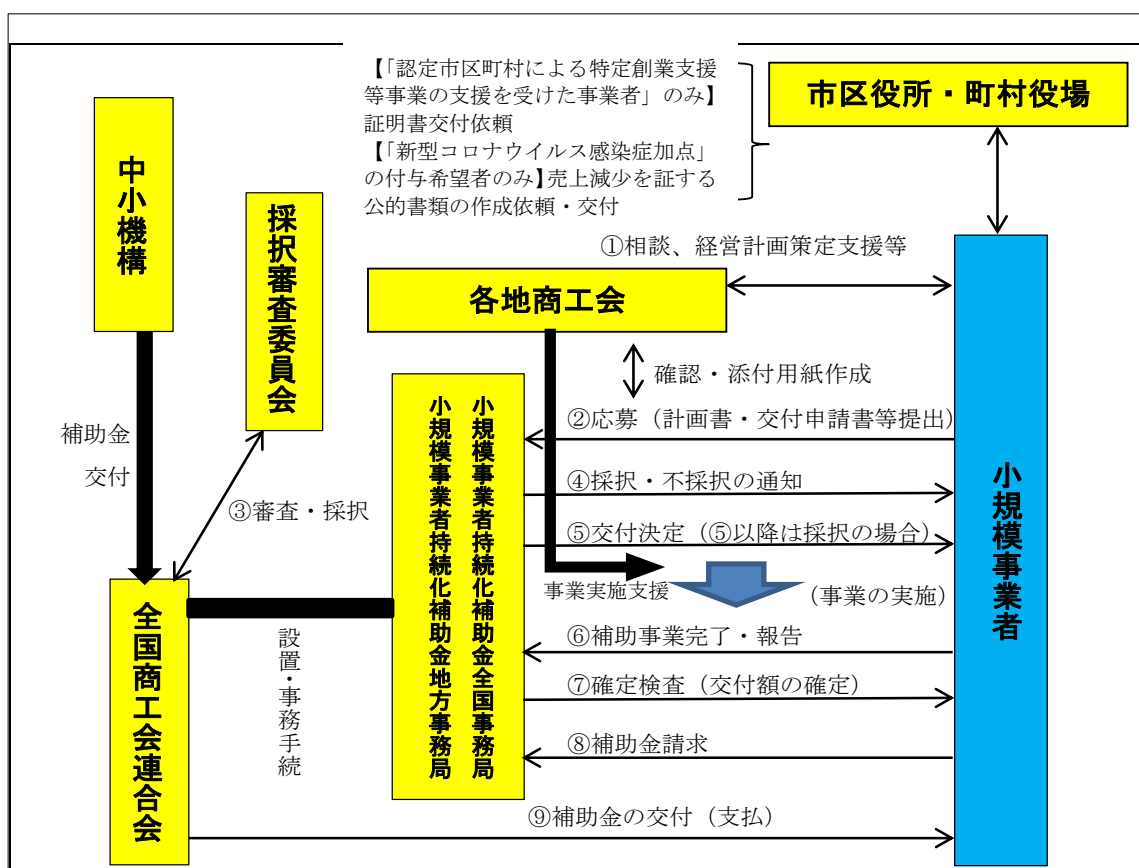 【「認定市区町村による特定創業支援
等事業の支援を受けた事業者」のみ】
証明書交付依頼
【「新型コロナウイルス感染症加点」
の付与希望者のみ】売上減少を証する
公的書類の作成依頼・交付
市区役所・町村役場
中小機構
採択審査委員会
①相談、経営計画策定支援等
各地商工会
確認・添付用紙作成
補助金
交付
③審査・採択
小規模事業者持続化補助金全国事務局
小規模事業者持続化補助金地方事務局
②応募（計画書・交付申請書等提出）
④採択・不採択の通知
⑤交付決定（⑤以降は採択の場合）
事業実施支援
（事業の実施）
小規模事業者
全国商工会連合会
設置・事務手続
⑥補助事業完了・報告
⑦確定検査（交付額の確定）
⑧補助金請求
⑨補助金の交付（支払）